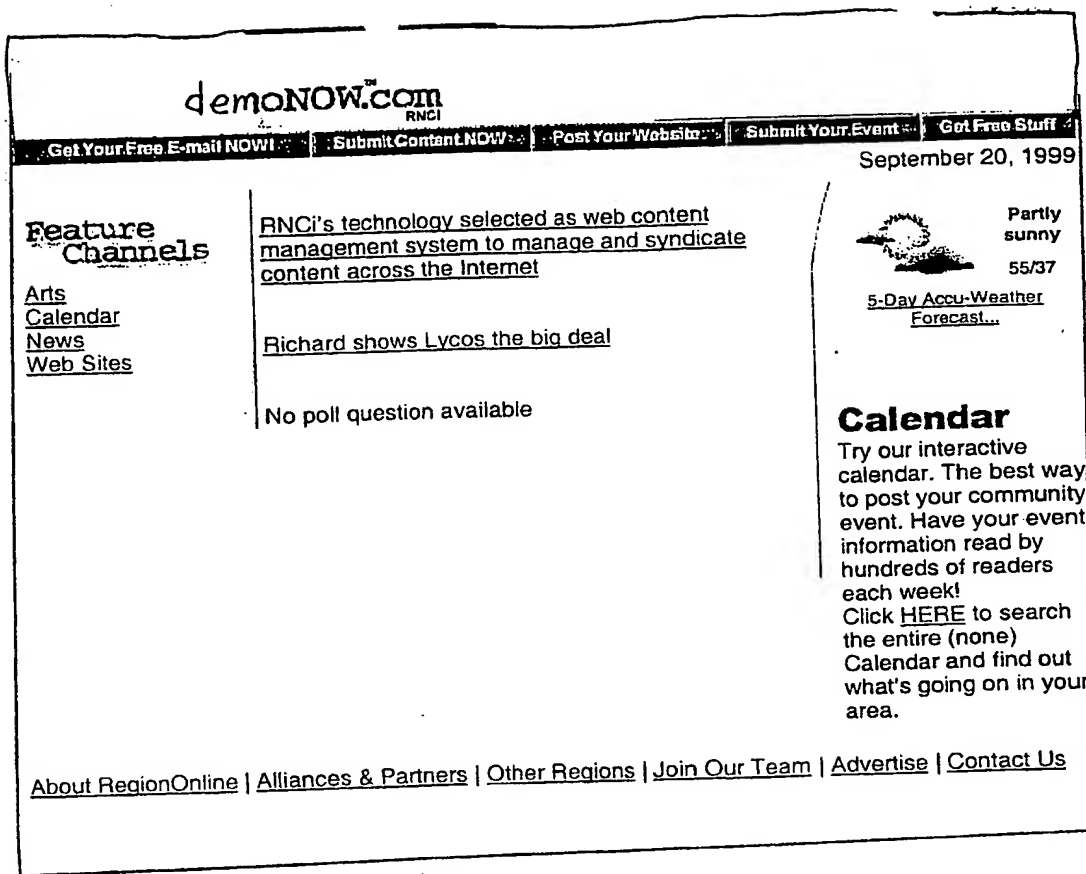 demoNOW.com™
RNCI
Get Your Free E-mail NOW! Submit Content NOW Post Your Website Submit Your Event Get Free Stuff
September 20, 1999
Feature
Channels
Arts
Calendar
News
Web Sites
RNCi's technology selected as web content
management system to manage and syndicate
content across the Internet
Richard shows Lycos the big deal
No poll question available
Partly
sunny
55/37
5-Day Accu-Weather
Forecast...
Calendar
Try our interactive
calendar. The best way
to post your community
event. Have your event
information read by
hundreds of readers
each week!
Click HERE to search
the entire (none)
Calendar and find out
what's going on in your
area.
About RegionOnline | Alliances & Partners | Other Regions | Join Our Team | Advertise | Contact Us